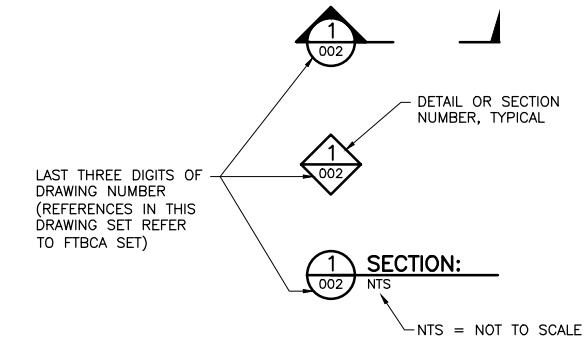 1
002
DETAIL OR SECTION
NUMBER, TYPICAL
1
002
LAST THREE DIGITS OF
DRAWING NUMBER
(REFERENCES IN THIS
DRAWING SET REFER
TO FTBCA SET)
1
002
SECTION:
NTS
NTS = NOT TO SCALE